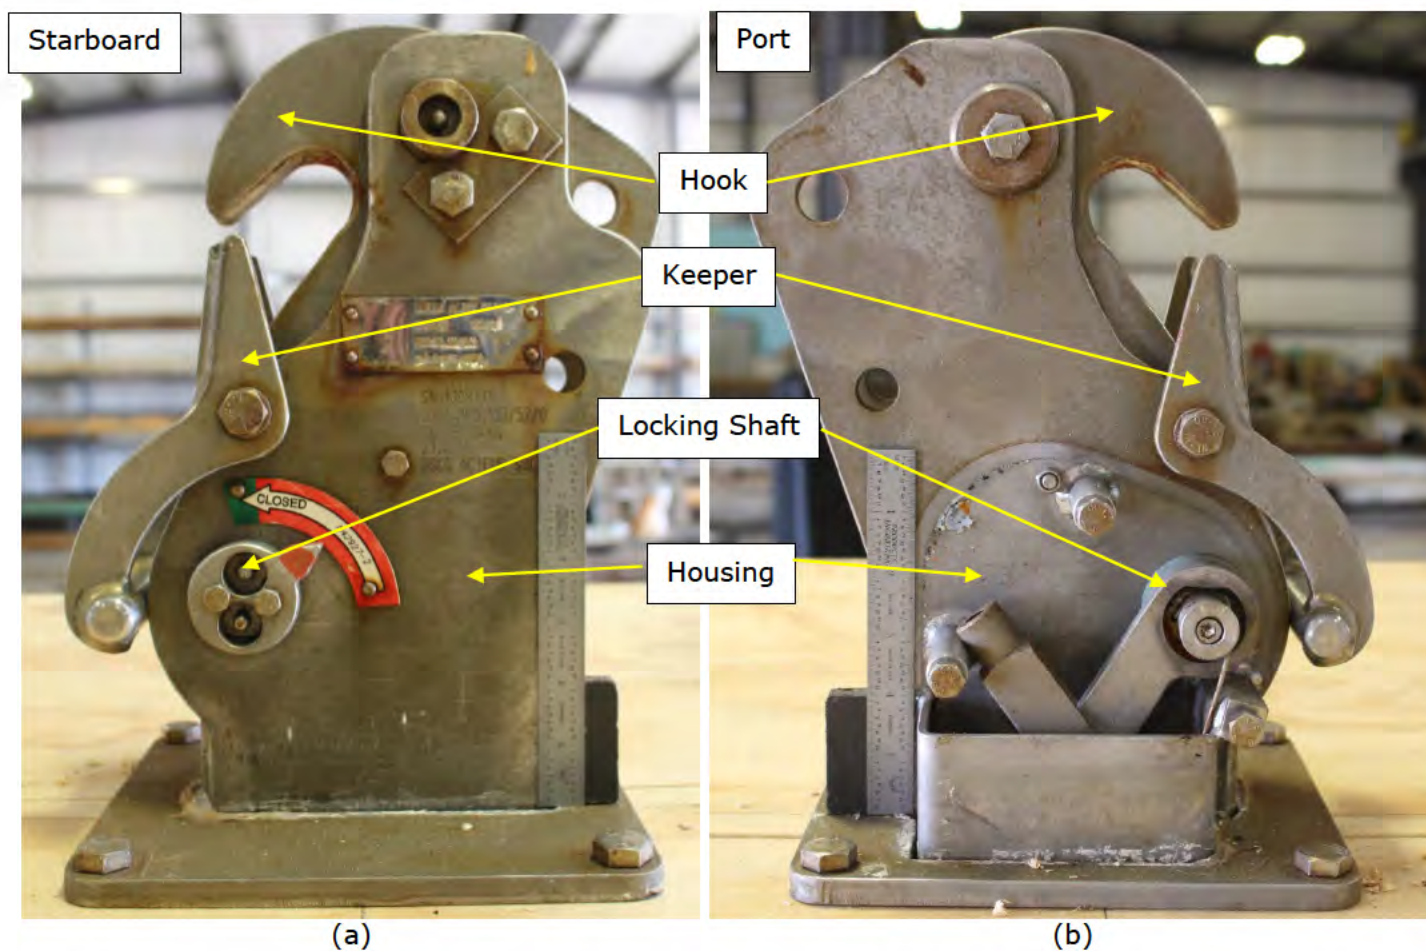 Starboard
Port
Hook
Keeper
Locking Shaft
CLOSED
Housing
(a)
(b)